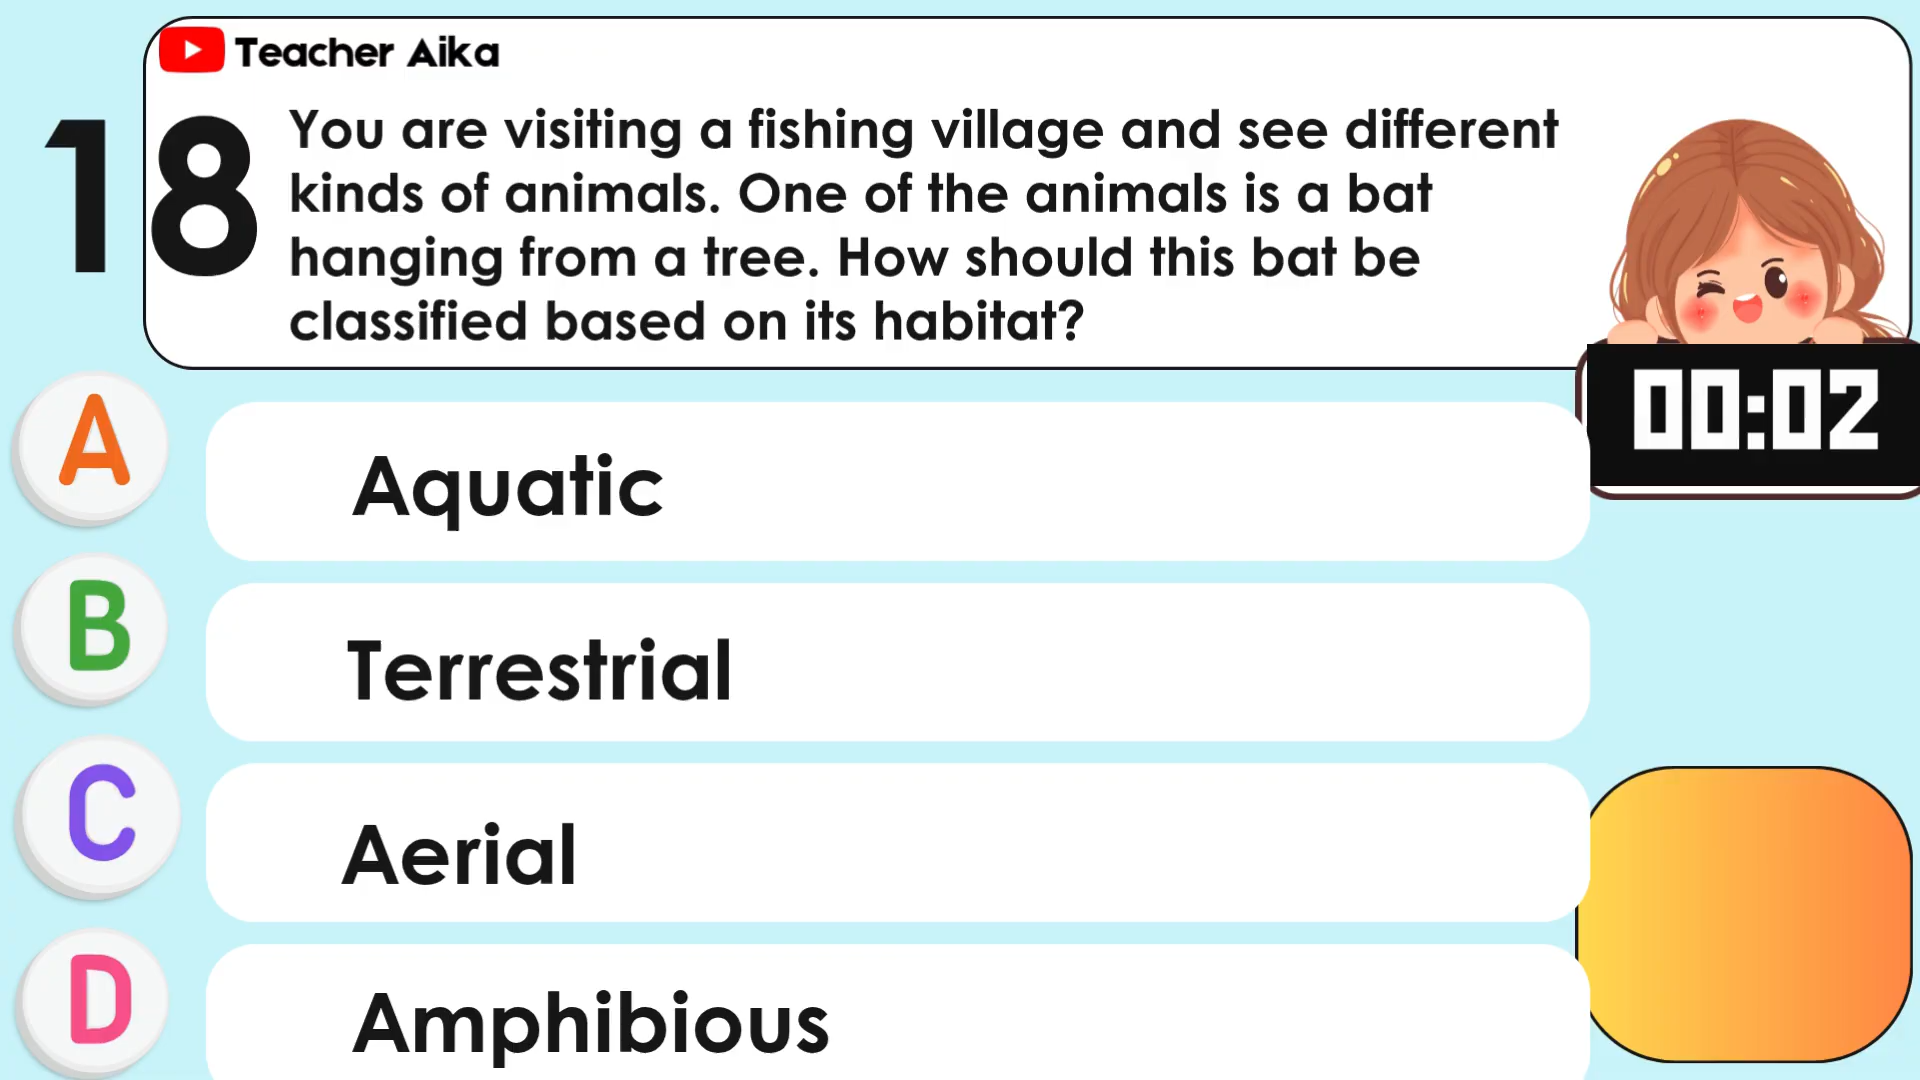 Teacher Aika
18
You are visiting a fishing village and see different
kinds of animals. One of the animals is a bat
hanging from a tree. How should this bat be
classified based on its habitat?
00:02
A
Aquatic
B
Terrestrial
C
Aerial
D
Amphibious